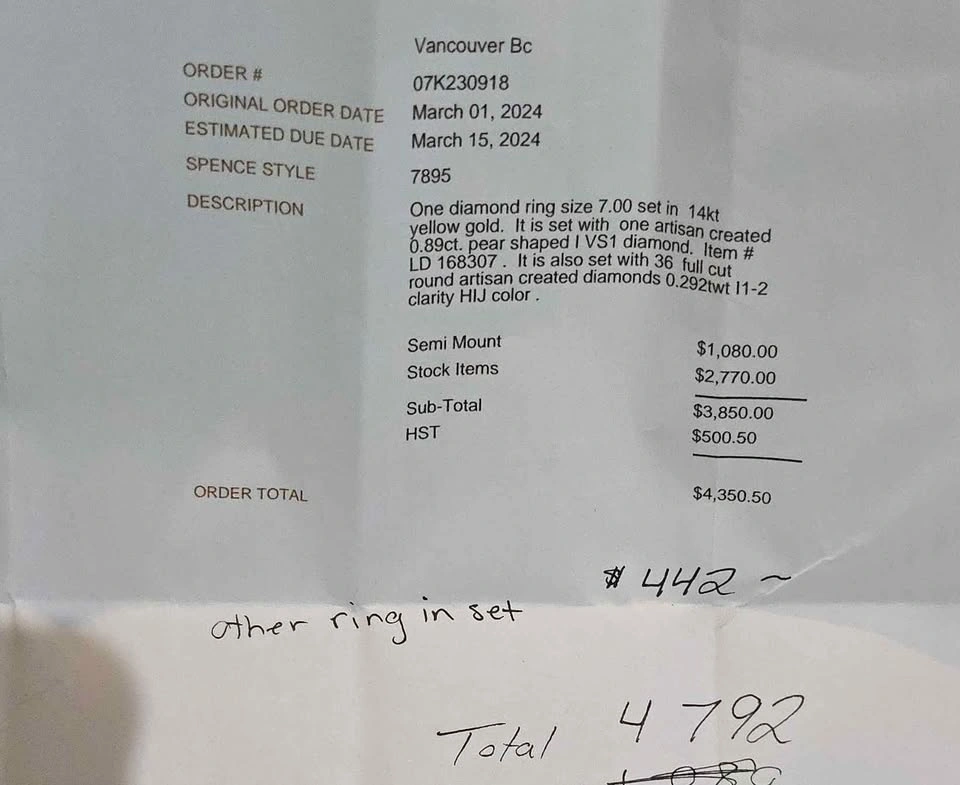 Vancouver Bc
ORDER # 07K230918
ORIGINAL ORDER DATE March 01, 2024
ESTIMATED DUE DATE March 15, 2024
SPENCE STYLE 7895
DESCRIPTION One diamond ring size 7.00 set in 14kt
yellow gold. It is set with one artisan created
0.89ct. pear shaped I VS1 diamond. Item #
LD 168307 . It is also set with 36 full cut
round artisan created diamonds 0.292twt I1-2
clarity HIJ color .
Semi Mount $1,080.00
Stock Items $2,770.00
Sub-Total $3,850.00
HST $500.50
ORDER TOTAL $4,350.50
$ 442 ~
other ring in set
Total 4 792